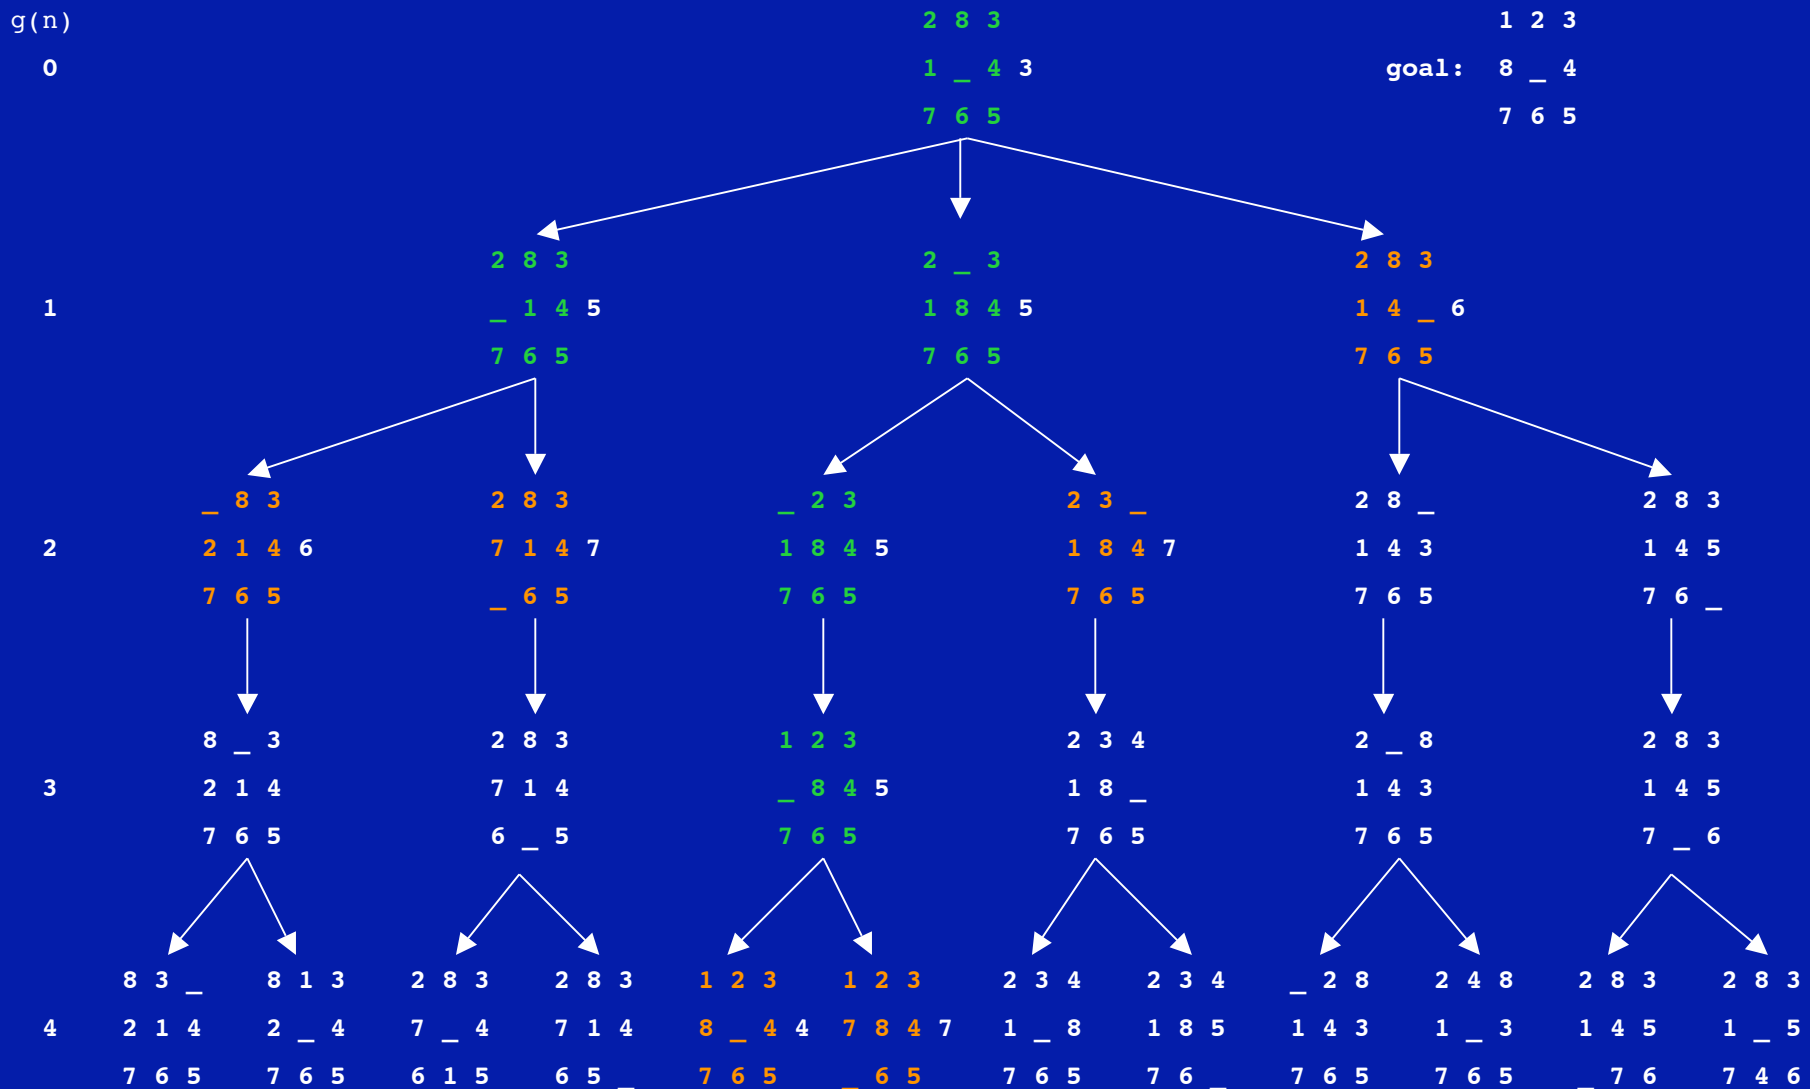 g(n) 2 8 3 1 2 3
0 1 _ 4 3 goal: 8 _ 4
7 6 5 7 6 5
2 8 3 2 _ 3 2 8 3
1 _ 1 4 5 1 8 4 5 1 4 _ 6
7 6 5 7 6 5 7 6 5
_ 8 3 2 8 3 _ 2 3 2 3 _ 2 8 _ 2 8 3
2 2 1 4 6 7 1 4 7 1 8 4 5 1 8 4 7 1 4 3 1 4 5
7 6 5 _ 6 5 7 6 5 7 6 5 7 6 5 7 6 _
8 _ 3 2 8 3 1 2 3 2 3 4 2 _ 8 2 8 3
3 2 1 4 7 1 4 _ 8 4 5 1 8 _ 1 4 3 1 4 5
7 6 5 6 _ 5 7 6 5 7 6 5 7 6 5 7 _ 6
8 3 _ 8 1 3 2 8 3 2 8 3 1 2 3 1 2 3 2 3 4 2 3 4 _ 2 8 2 4 8 2 8 3 2 8 3
4 2 1 4 2 _ 4 7 _ 4 7 1 4 8 _ 4 4 7 8 4 7 1 _ 8 1 8 5 1 4 3 1 _ 3 1 4 5 1 _ 5
7 6 5 7 6 5 6 1 5 6 5 _ 7 6 5 _ 6 5 7 6 5 7 6 _ 7 6 5 7 6 5 _ 7 6 7 4 6